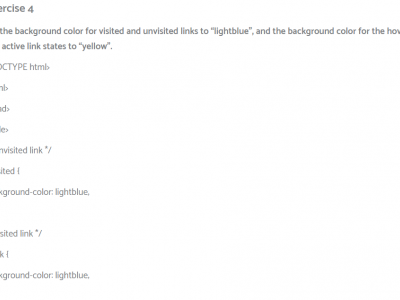 ercise 4
the background color for visited and unvisited links to “lightblue”, and the background color for the hov
active link states to “yellow”.
OCTYPE html>
ml>
ad>
le>
nvisited link */
sited {
kground-color: lightblue,
sited link */
k {
kground-color: lightblue,